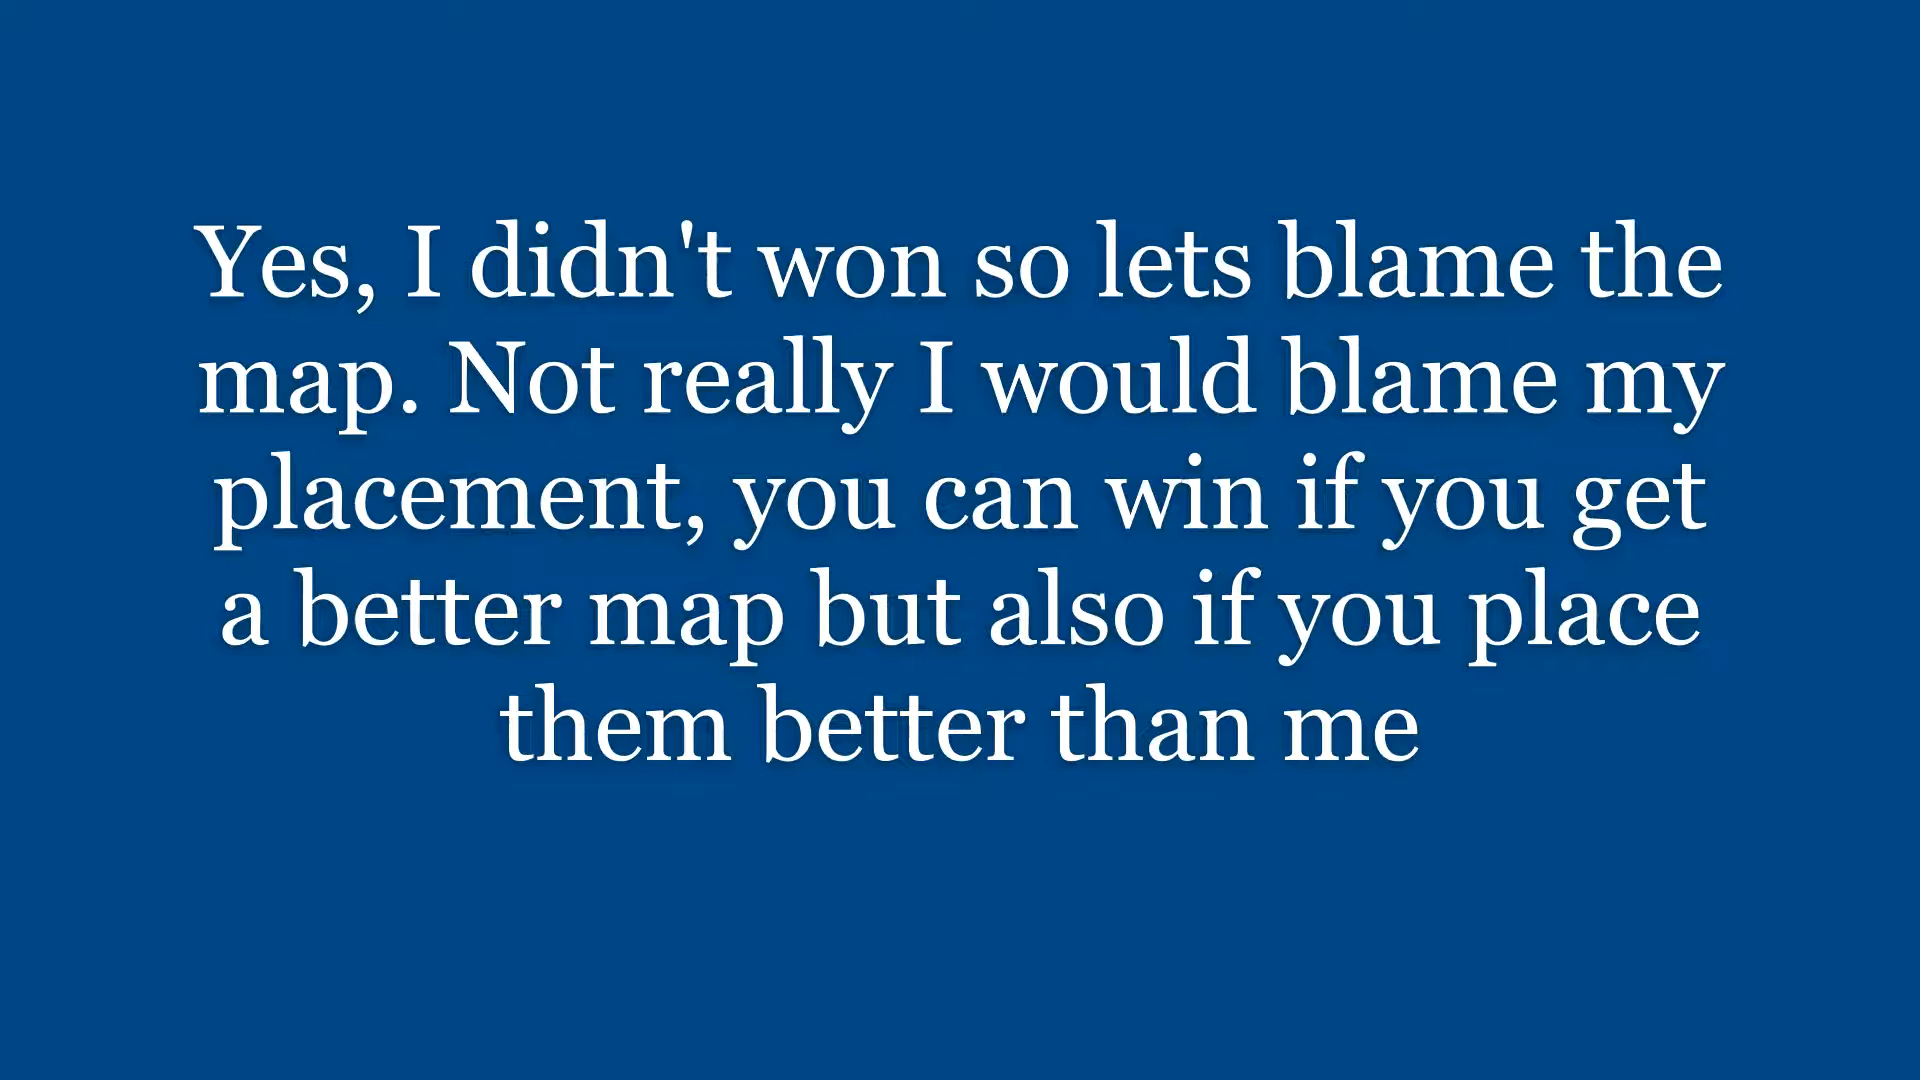 Yes, I didn't won so lets blame the
map. Not really I would blame my
placement, you can win if you get
a better map but also if you place
them better than me